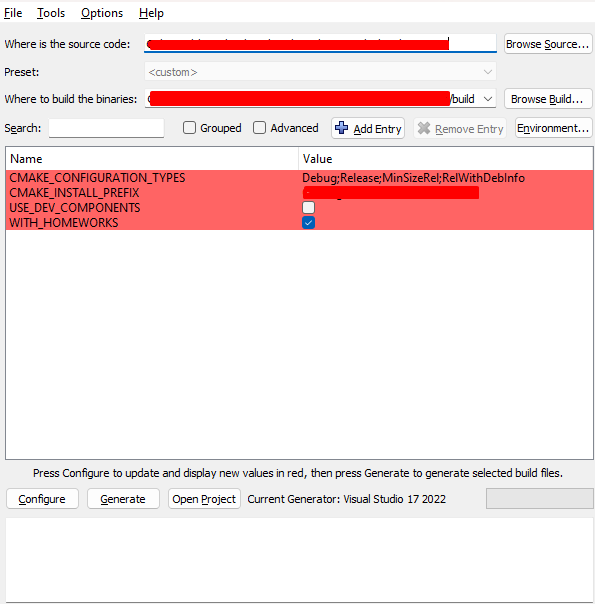 File Tools Options Help
Where is the source code: Browse Source...
Preset: <custom>
Where to build the binaries: /build Browse Build...
Search: Grouped Advanced Add Entry Remove Entry Environment...
Name Value
CMAKE_CONFIGURATION_TYPES Debug;Release;MinSizeRel;RelWithDebInfo
CMAKE_INSTALL_PREFIX
USE_DEV_COMPONENTS
WITH_HOMEWORKS
Press Configure to update and display new values in red, then press Generate to generate selected build files.
Configure Generate Open Project Current Generator: Visual Studio 17 2022